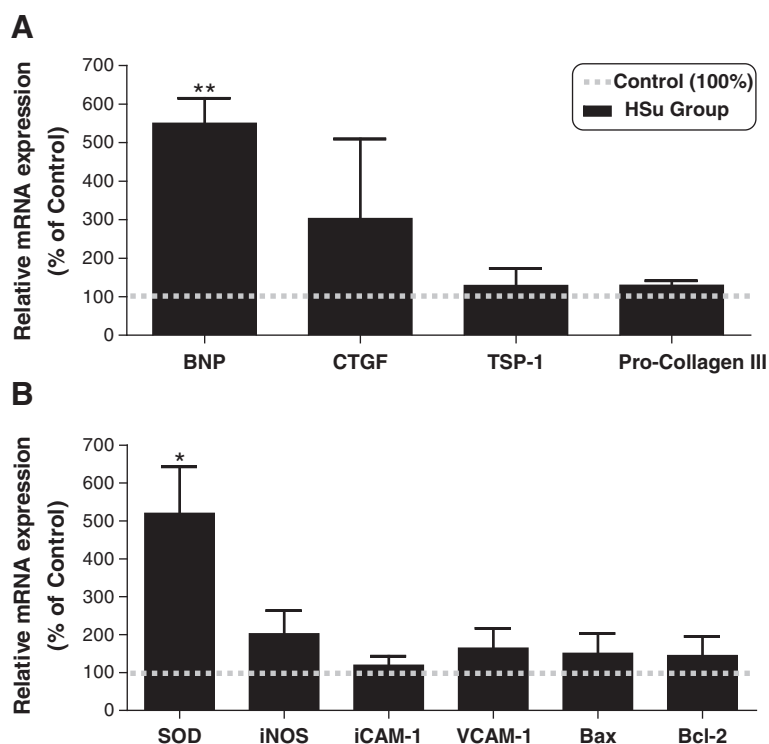 A
Relative mRNA expression
(% of Control)
700
600
500
400
300
200
100
0
**
Control (100%)
HSu Group
BNP
CTGF
TSP-1
Pro-Collagen III
B
Relative mRNA expression
(% of Control)
700
600
500
400
300
200
100
0
*
SOD
iNOS
iCAM-1
VCAM-1
Bax
Bcl-2